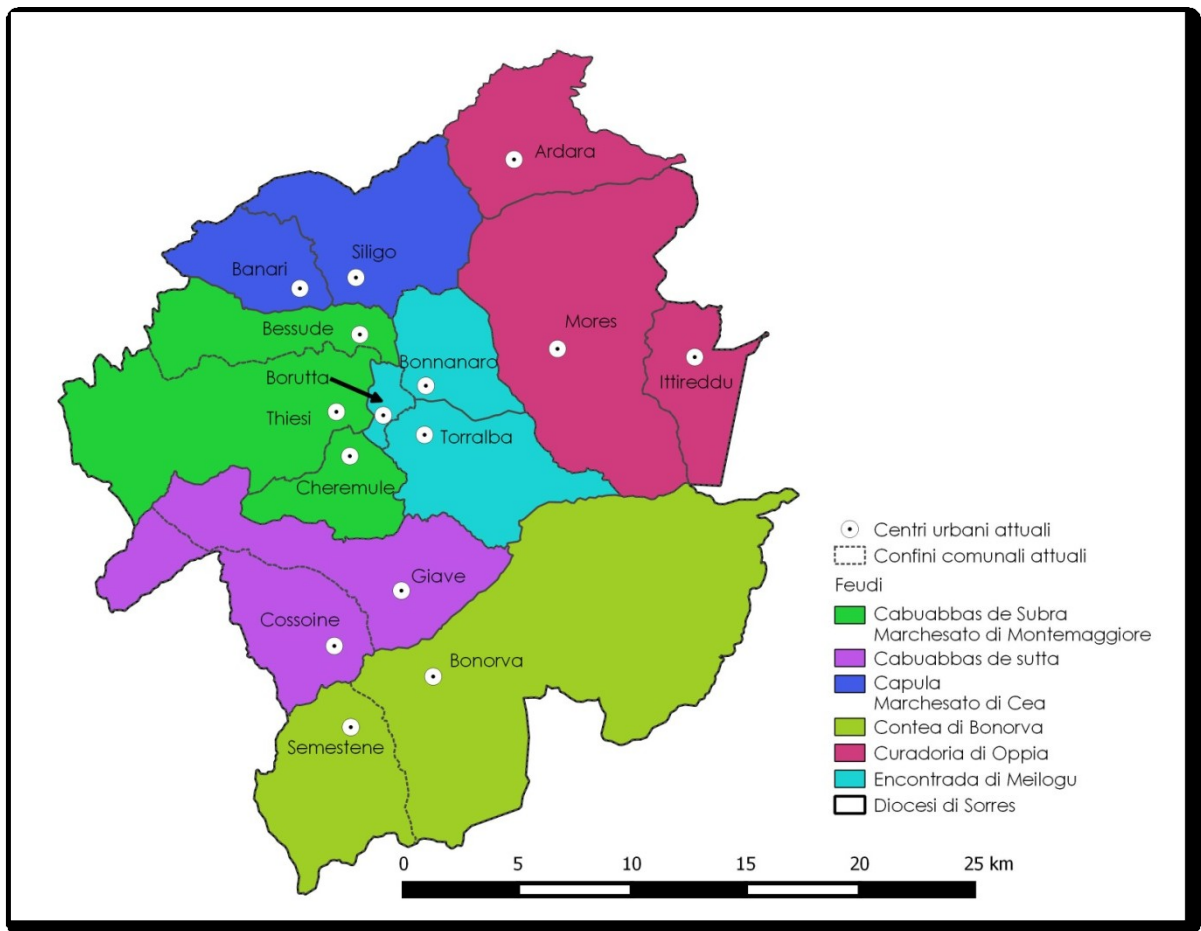 Ardara
Siligo
Banari
Bessude
Mores
Bonnanaro
Ittireddu
Borutta
Thiesi
Torralba
Cheremule
Giave
Cossoine
Bonorva
Semestene
Centri urbani attuali
Confini comunali attuali
Feudi
Cabuabbas de Subra
Marchesato di Montemaggiore
Cabuabbas de sutta
Capula
Marchesato di Cea
Contea di Bonorva
Curadoria di Oppia
Encontrada di Meilogu
Diocesi di Sorres
0 5 10 15 20 25 km